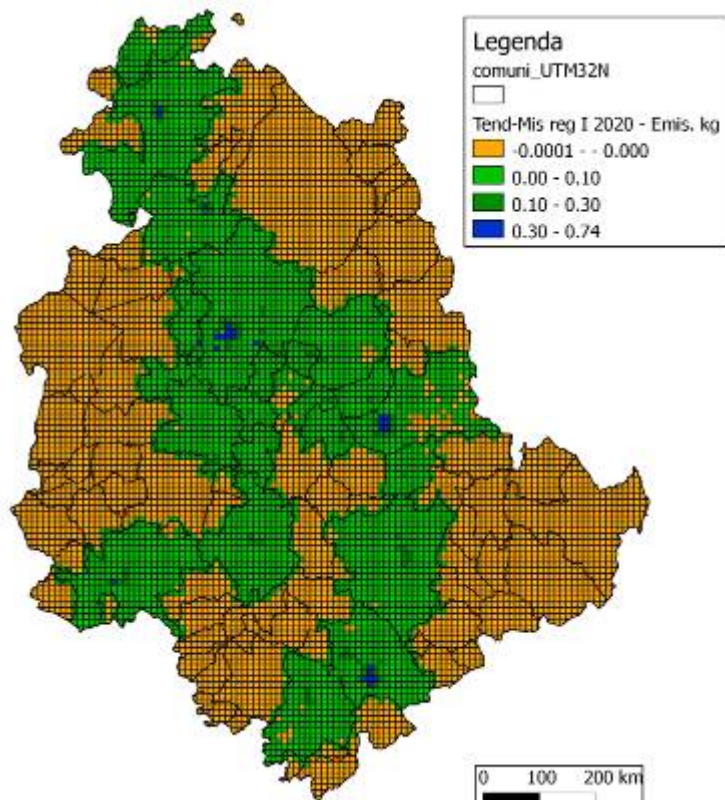 Legenda
comuni_UTM32N
Tend-Mis reg I 2020 - Emis. kg
-0.0001 - - 0.000
0.00 - 0.10
0.10 - 0.30
0.30 - 0.74
0 100 200 km